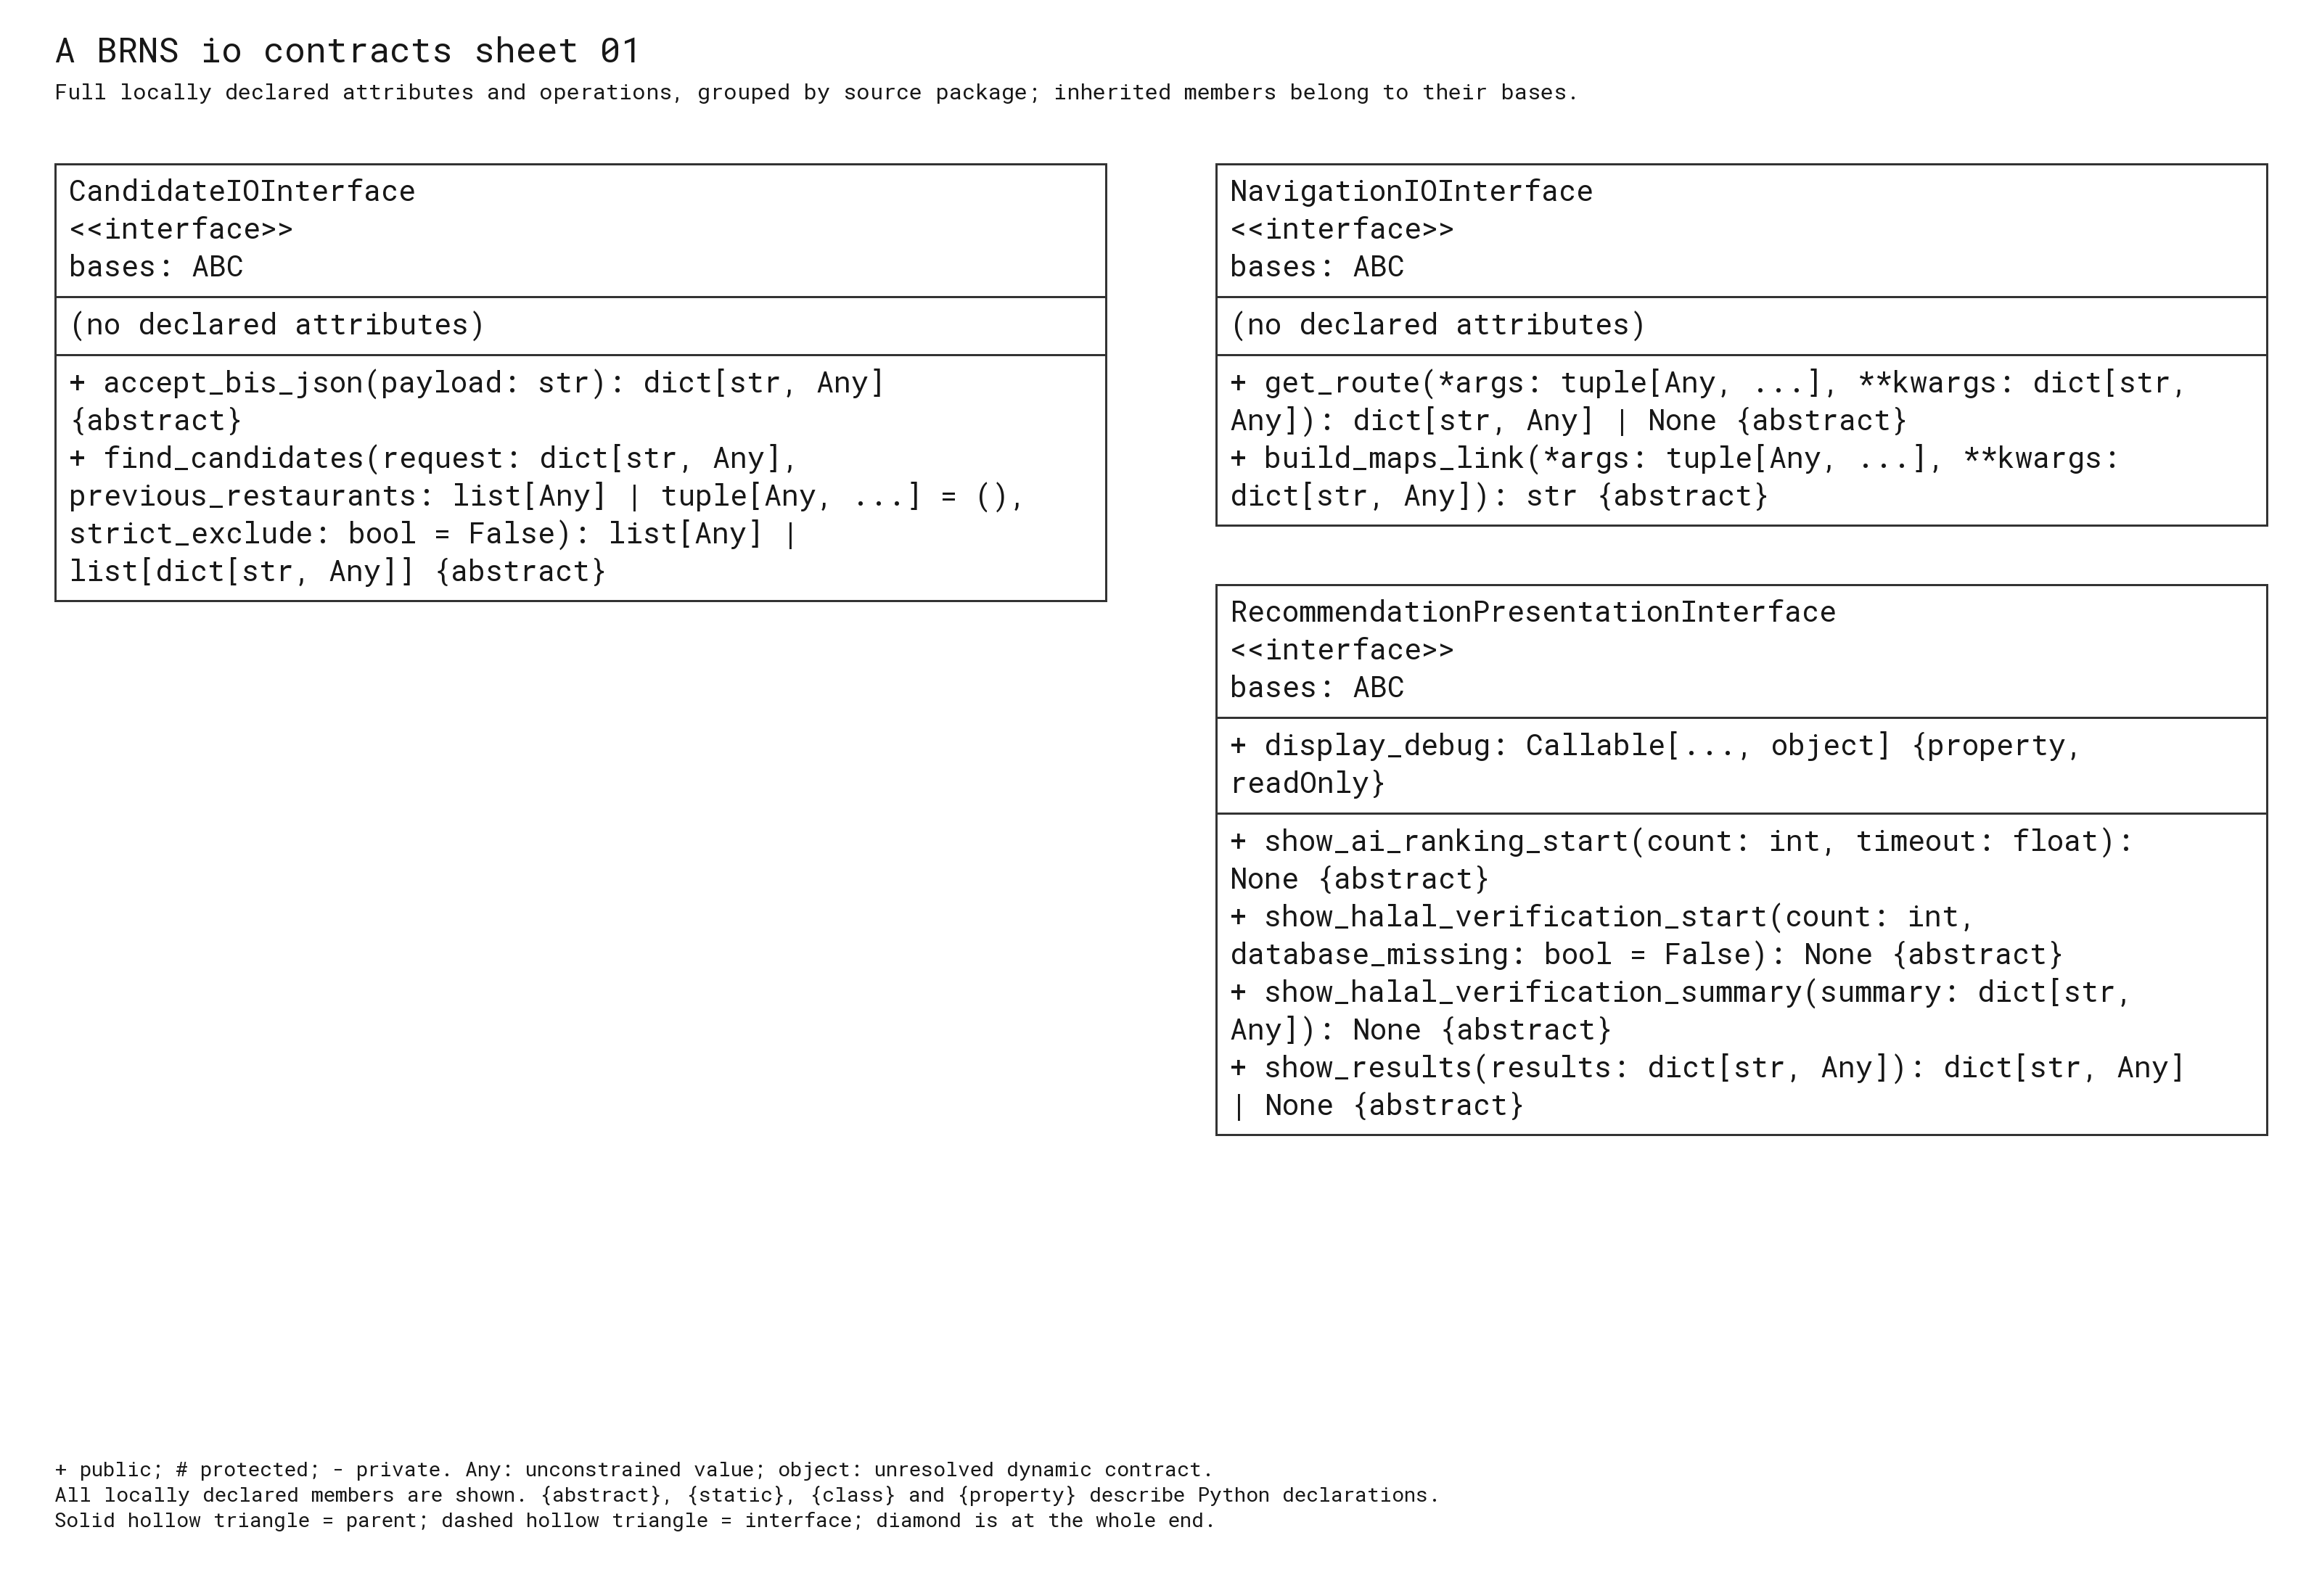 A BRNS io contracts sheet 01
Full locally declared attributes and operations, grouped by source package; inherited members belong to their bases.
CandidateIOInterface
<<interface>>
bases: ABC
(no declared attributes)
+ accept_bis_json(payload: str): dict[str, Any]
{abstract}
+ find_candidates(request: dict[str, Any],
previous_restaurants: list[Any] | tuple[Any, ...] = (),
strict_exclude: bool = False): list[Any] |
list[dict[str, Any]] {abstract}
NavigationIOInterface
<<interface>>
bases: ABC
(no declared attributes)
+ get_route(*args: tuple[Any, ...], **kwargs: dict[str,
Any]): dict[str, Any] | None {abstract}
+ build_maps_link(*args: tuple[Any, ...], **kwargs:
dict[str, Any]): str {abstract}
RecommendationPresentationInterface
<<interface>>
bases: ABC
+ display_debug: Callable[..., object] {property,
readOnly}
+ show_ai_ranking_start(count: int, timeout: float):
None {abstract}
+ show_halal_verification_start(count: int,
database_missing: bool = False): None {abstract}
+ show_halal_verification_summary(summary: dict[str,
Any]): None {abstract}
+ show_results(results: dict[str, Any]): dict[str, Any]
| None {abstract}
+ public; # protected; - private. Any: unconstrained value; object: unresolved dynamic contract.
All locally declared members are shown. {abstract}, {static}, {class} and {property} describe Python declarations.
Solid hollow triangle = parent; dashed hollow triangle = interface; diamond is at the whole end.